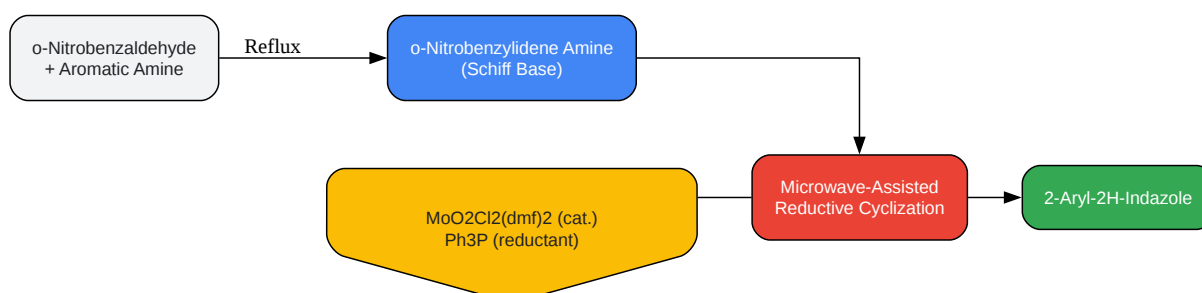 o-Nitrobenzaldehyde
+ Aromatic Amine
Reflux
o-Nitrobenzylidene Amine
(Schiff Base)
MoO2Cl2(dmf)2 (cat.)
Ph3P (reductant)
Microwave-Assisted
Reductive Cyclization
2-Aryl-2H-Indazole